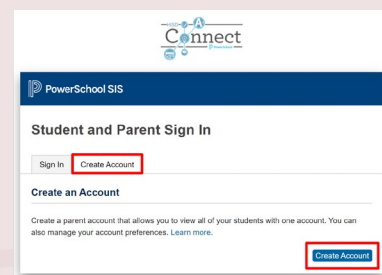 A
Connect
PowerSchool SIS
Student and Parent Sign In
Sign In Create Account
Create an Account
Create a parent account that allows you to view all of your students with one account. You can
also manage your account preferences. Learn more.
Create Account